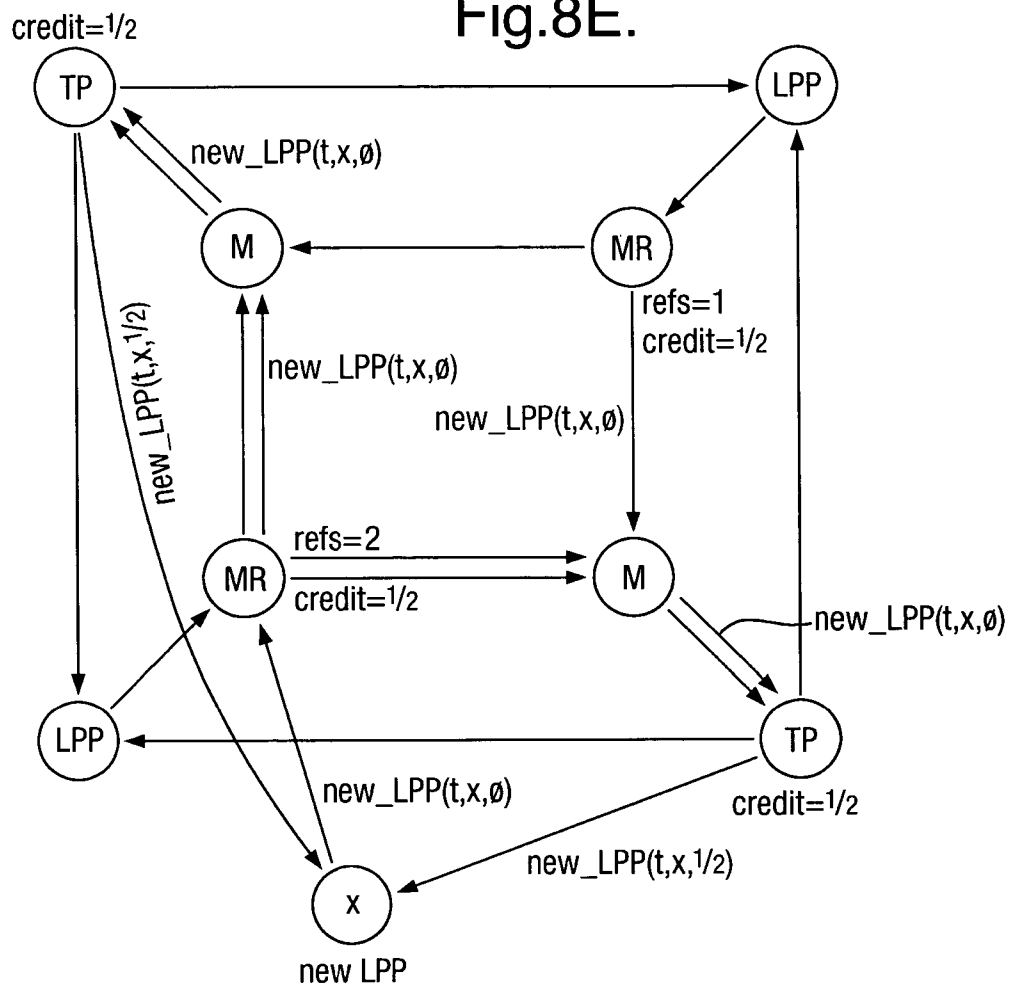 Fig.8E.
credit=1/2
TP
LPP
new_LPP(t,x,ø)
M
MR
refs=1
credit=1/2
new_LPP(t,x,1/2)
new_LPP(t,x,ø)
new_LPP(t,x,ø)
refs=2
MR
M
credit=1/2
new_LPP(t,x,ø)
LPP
TP
new_LPP(t,x,ø)
credit=1/2
new_LPP(t,x,1/2)
x
new LPP